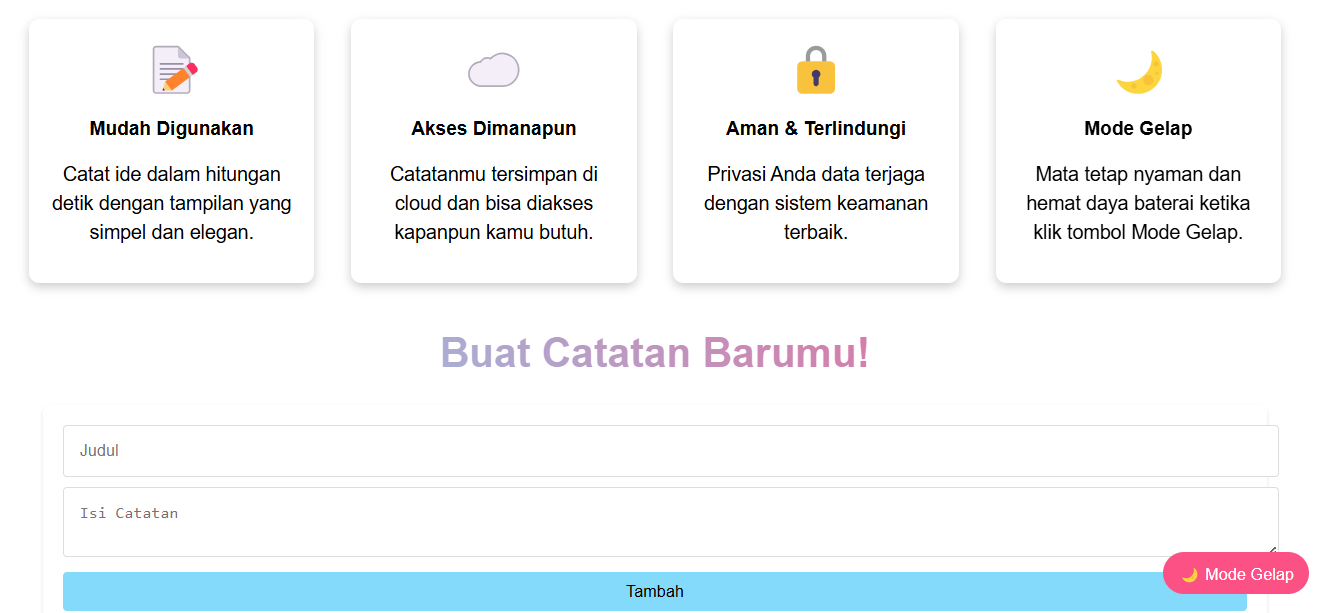 Mudah Digunakan
Catat ide dalam hitungan
detik dengan tampilan yang
simpel dan elegan.
Akses Dimanapun
Catatanmu tersimpan di
cloud dan bisa diakses
kapanpun kamu butuh.
Aman & Terlindungi
Privasi Anda data terjaga
dengan sistem keamanan
terbaik.
Mode Gelap
Mata tetap nyaman dan
hemat daya baterai ketika
klik tombol Mode Gelap.
Buat Catatan Barumu!
Judul
Isi Catatan
Tambah
🌙 Mode Gelap